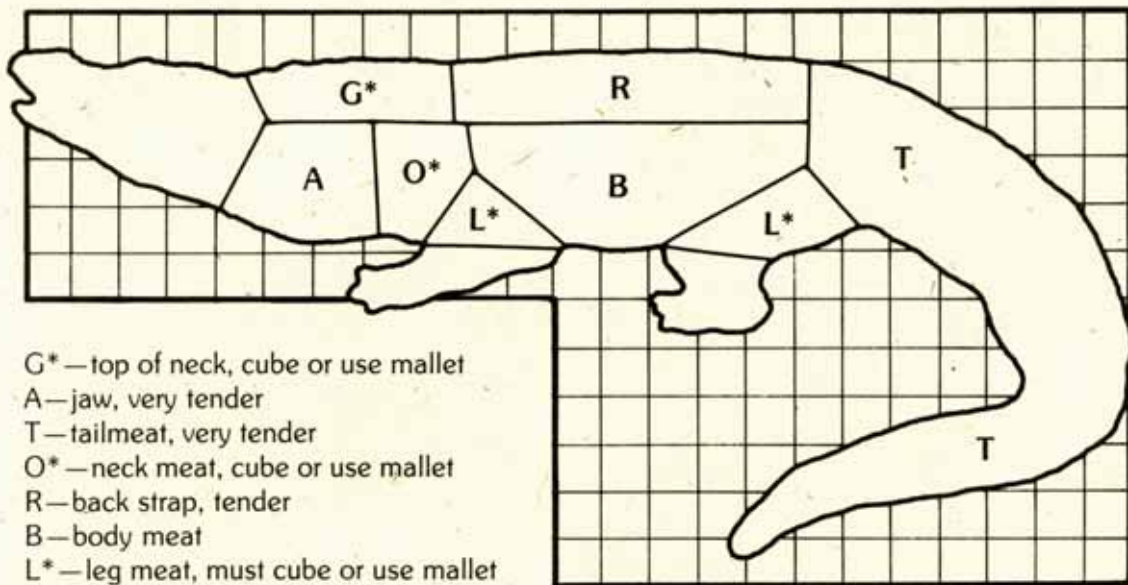 G*
R
A
O*
B
T
L*
L*
T
G*—top of neck, cube or use mallet
A—jaw, very tender
T—tailmeat, very tender
O*—neck meat, cube or use mallet
R—back strap, tender
B—body meat
L*—leg meat, must cube or use mallet